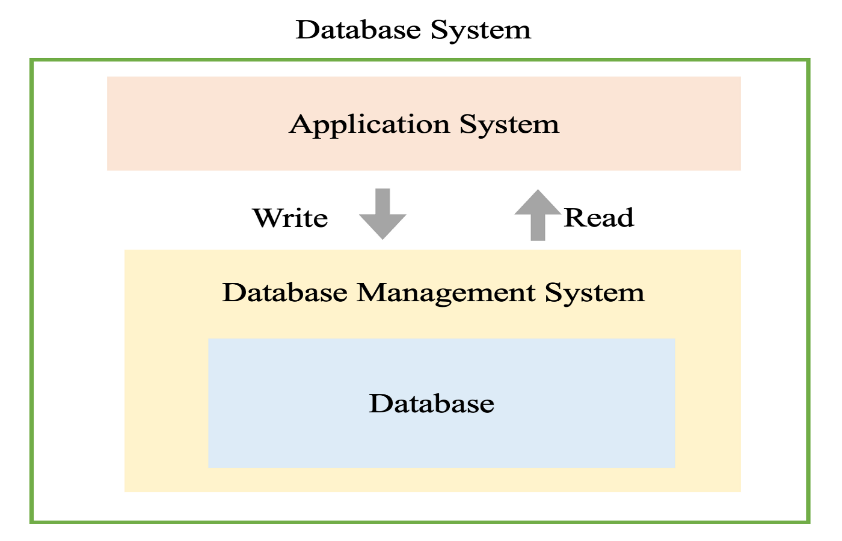 Database System
Application System
Write
Read
Database Management System
Database